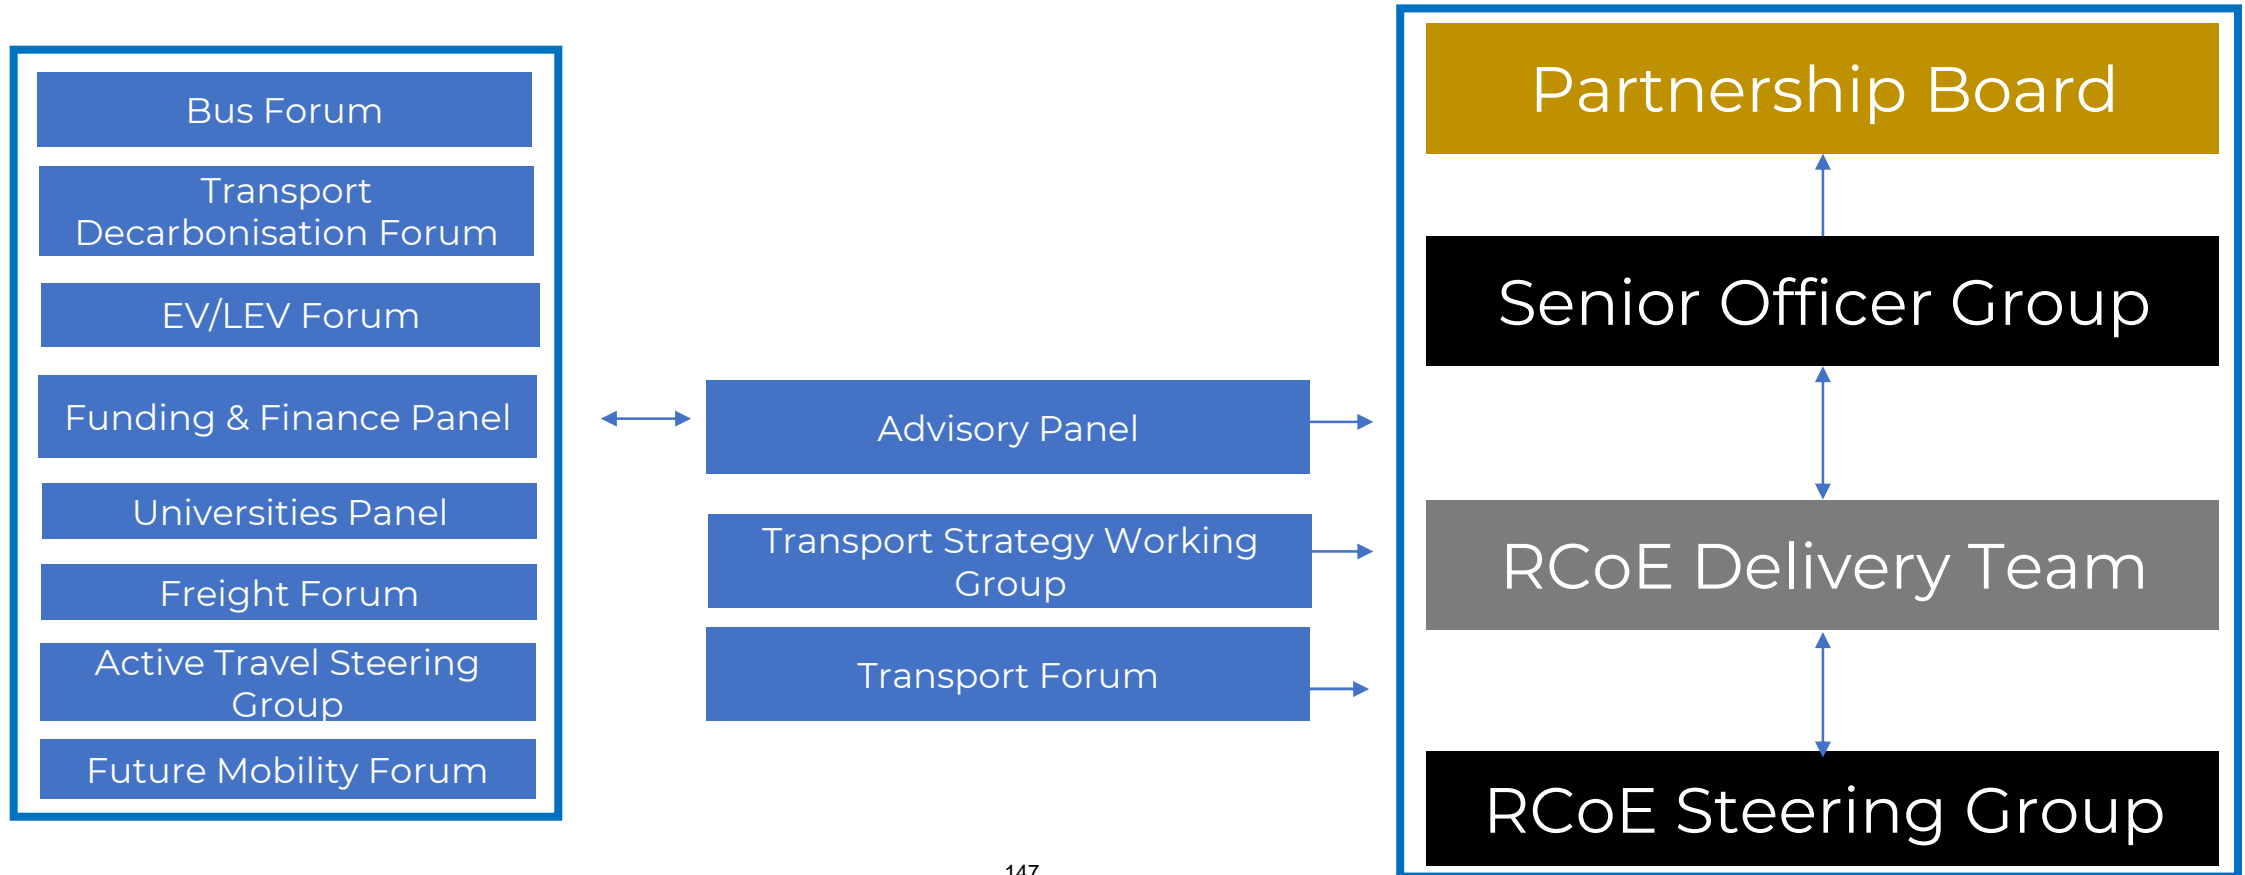 Bus Forum
Transport
Decarbonisation Forum
EV/LEV Forum
Funding & Finance Panel
Universities Panel
Freight Forum
Active Travel Steering
Group
Future Mobility Forum
Advisory Panel
Transport Strategy Working
Group
Transport Forum
Partnership Board
Senior Officer Group
RCoE Delivery Team
RCoE Steering Group
147